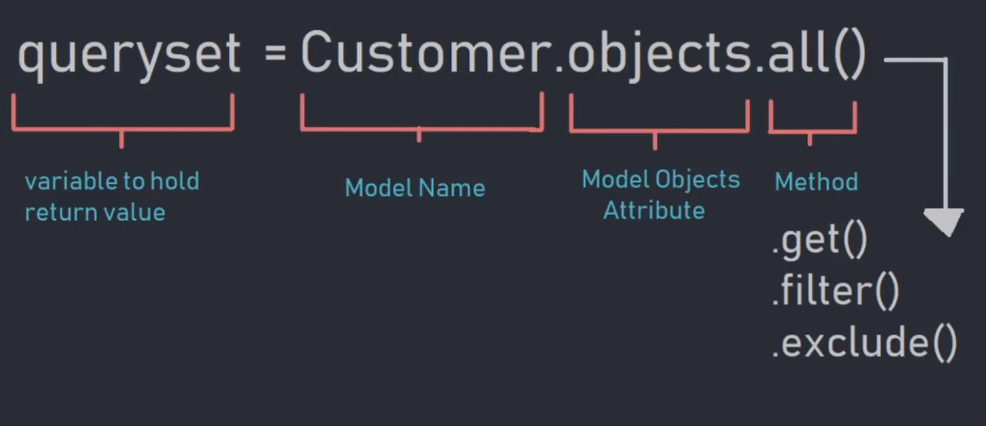 queryset = Customer.objects.all()
variable to hold
return value
Model Name
Model Objects
Attribute
Method
.get()
.filter()
.exclude()